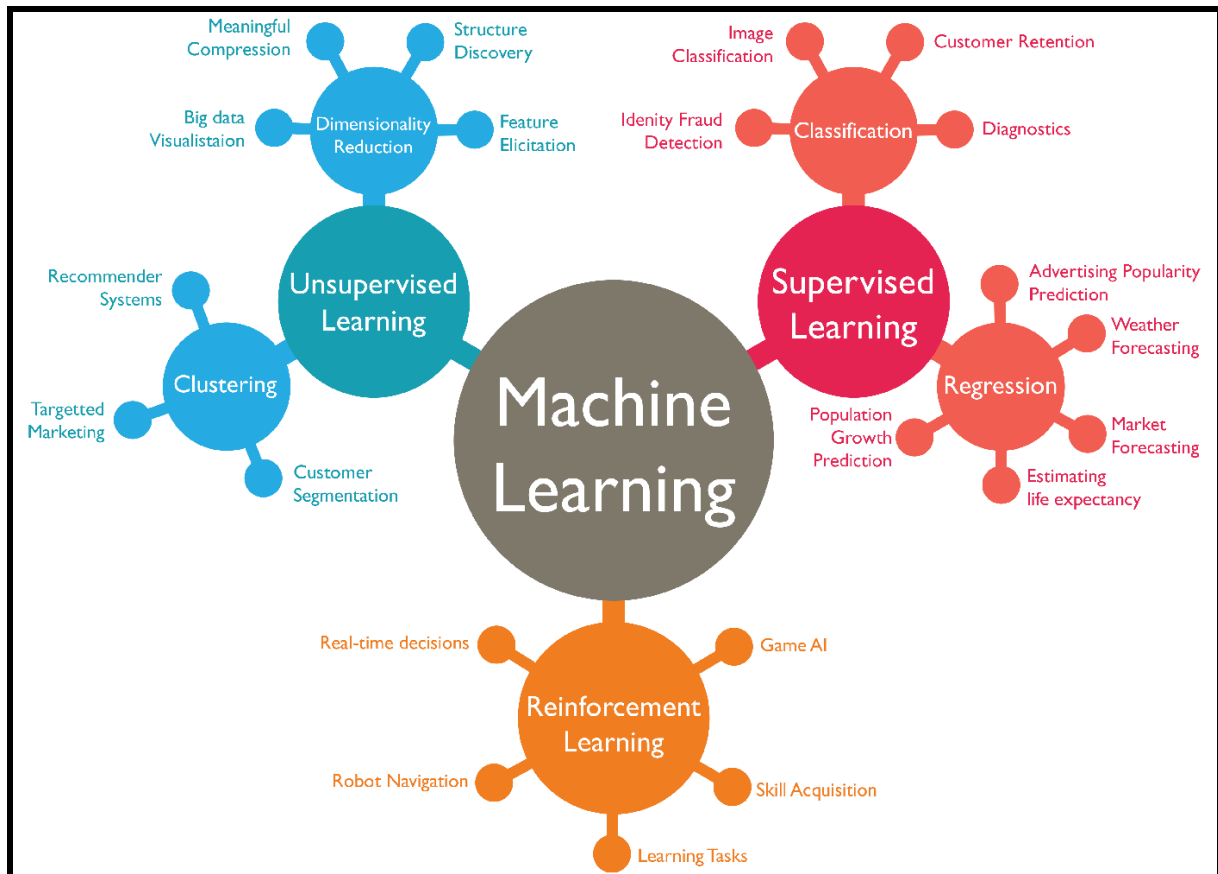 Meaningful
Compression
Structure
Discovery
Big data
Visualistaion
Dimensionality
Reduction
Feature
Elicitation
Image
Classification
Customer Retention
Idenity Fraud
Detection
Classification
Diagnostics
Unsupervised
Learning
Supervised
Learning
Recommender
Systems
Clustering
Targetted
Marketing
Customer
Segmentation
Machine
Learning
Advertising Popularity
Prediction
Weather
Forecasting
Regression
Population
Growth
Prediction
Market
Forecasting
Estimating
life expectancy
Real-time decisions
Game AI
Reinforcement
Learning
Robot Navigation
Skill Acquisition
Learning Tasks